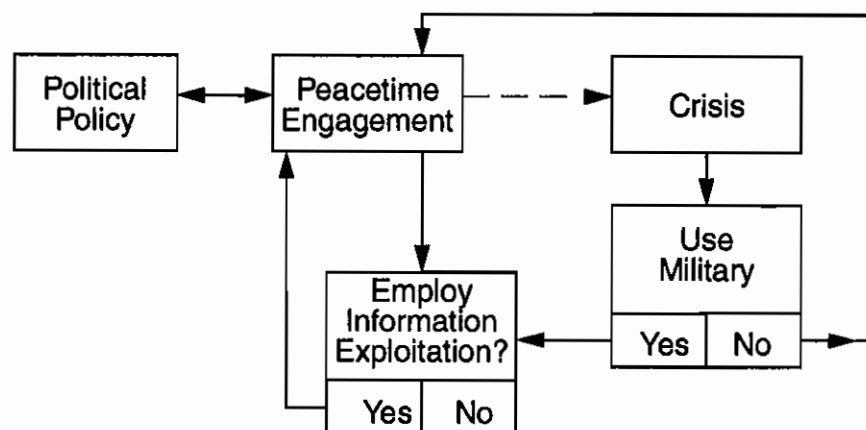 Political
Policy
Peacetime
Engagement
Crisis
Use
Military
Yes
No
Employ
Information
Exploitation?
Yes
No